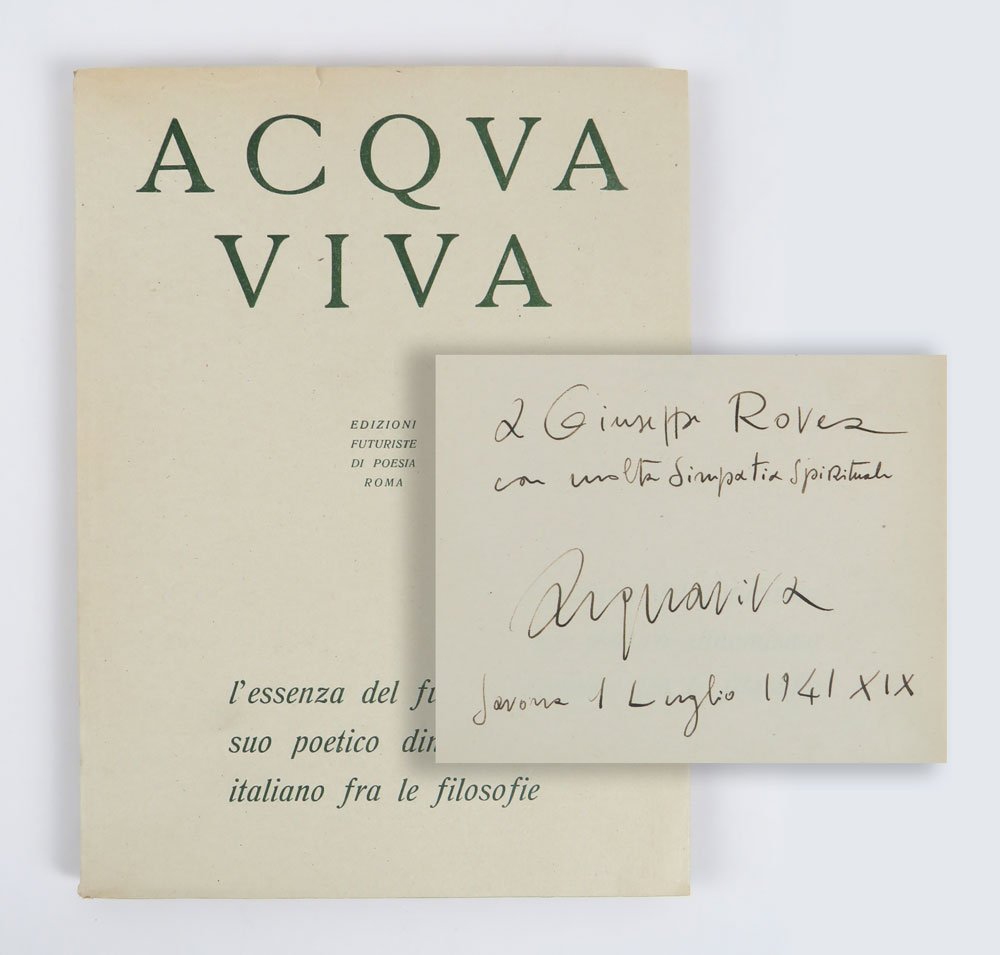 ACQVA
VIVA
EDIZIONI
FUTURISTE
DI POESIA
ROMA
l'essenza del fu
suo poetico din
italiano fra le filosofie
a Giuseppe Rovea
con molta Simpatia Spirituale
Acquaviva
Savona 1 Luglio 1941 XIX